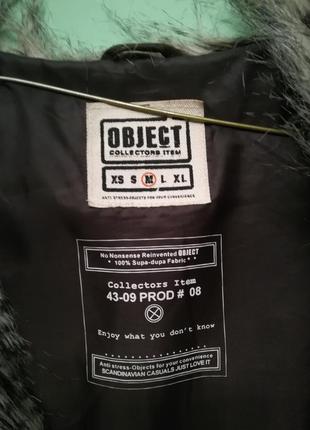 OBJECT
COLLECTORS ITEM
XS S M L XL
ANTI STRESS-OBJECTS FOR YOUR CONVENIENCE
No Nonsense Reinvented OBJECT
* 100% Supa-dupa Fabric *
Collectors Item
43-09 PROD # 08
Enjoy what you don't know
Anti stress-Objects for your convenience
SCANDINAVIAN CASUALS JUST LOVE IT